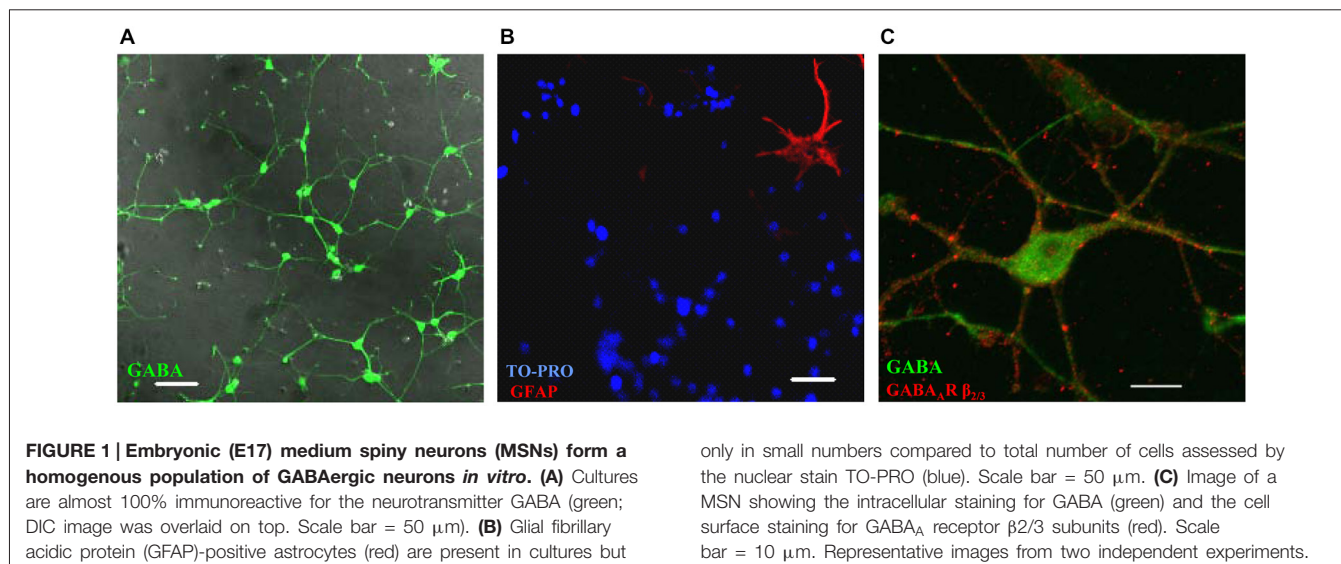 A
B
C
GABA
TO-PRO
GFAP
GABA
GABA_AR β_2/3
FIGURE 1 | Embryonic (E17) medium spiny neurons (MSNs) form a
homogenous population of GABAergic neurons in vitro. (A) Cultures
are almost 100% immunoreactive for the neurotransmitter GABA (green;
DIC image was overlaid on top. Scale bar = 50 μm). (B) Glial fibrillary
acidic protein (GFAP)-positive astrocytes (red) are present in cultures but
only in small numbers compared to total number of cells assessed by
the nuclear stain TO-PRO (blue). Scale bar = 50 μm. (C) Image of a
MSN showing the intracellular staining for GABA (green) and the cell
surface staining for GABA_A receptor β2/3 subunits (red). Scale
bar = 10 μm. Representative images from two independent experiments.